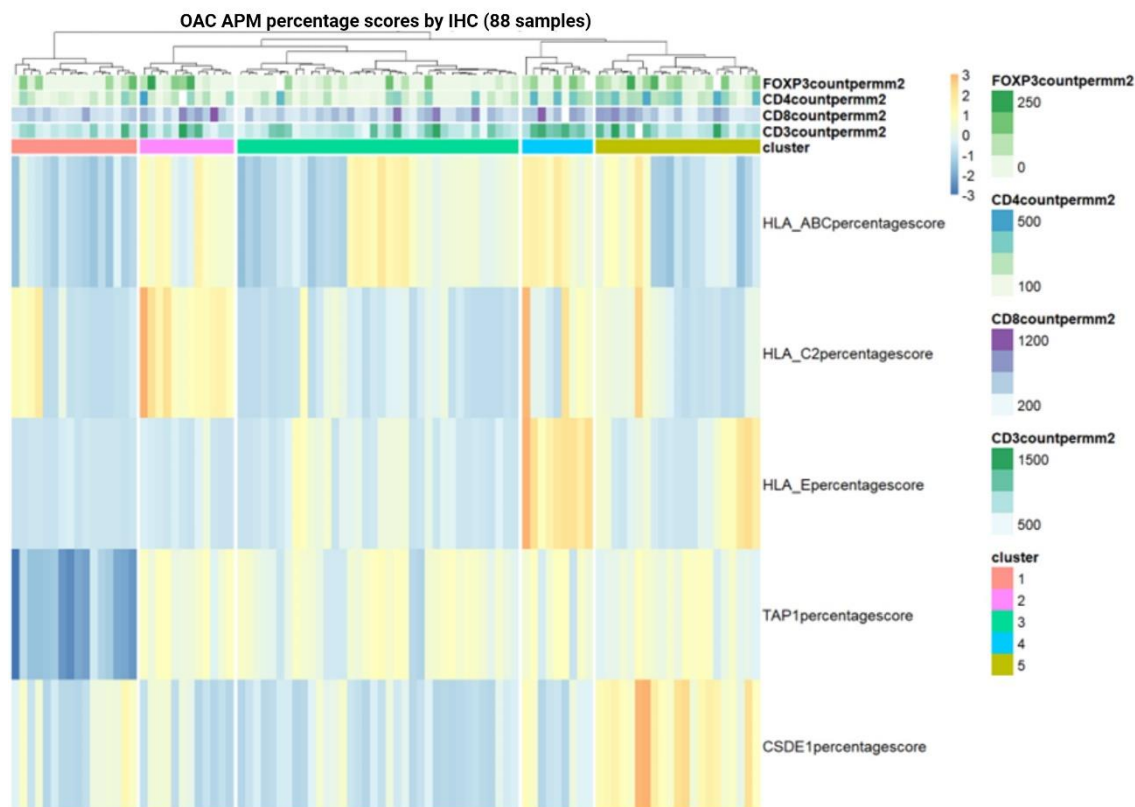 OAC APM percentage scores by IHC (88 samples)
FOXP3countpermm2
CD4countpermm2
CD8countpermm2
CD3countpermm2
cluster
HLA_ABCpercentagescore
HLA_C2percentagescore
HLA_Epercentagescore
TAP1percentagescore
CSDE1percentagescore
3
2
1
0
-1
-2
-3
FOXP3countpermm2
250
0
CD4countpermm2
500
100
CD8countpermm2
1200
200
CD3countpermm2
1500
500
cluster
1
2
3
4
5